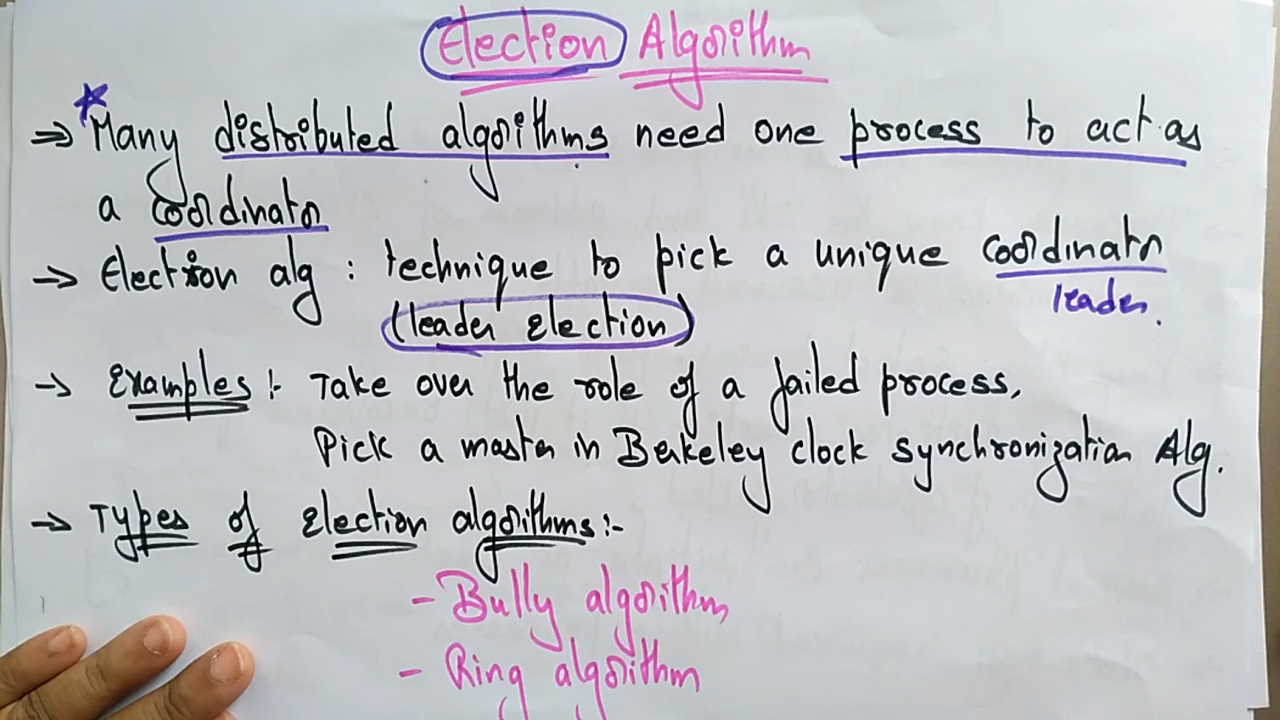 Election Algorithm
⇒ *Many distributed algorithms need one process to act as
a coordinator
→ Election alg : technique to pick a unique coordinator
(leader election) leader.
→ Examples :- Take over the role of a failed process,
Pick a master in Berkeley clock synchronization Alg.
→ Types of election algorithms :-
- Bully algorithm
- Ring algorithm